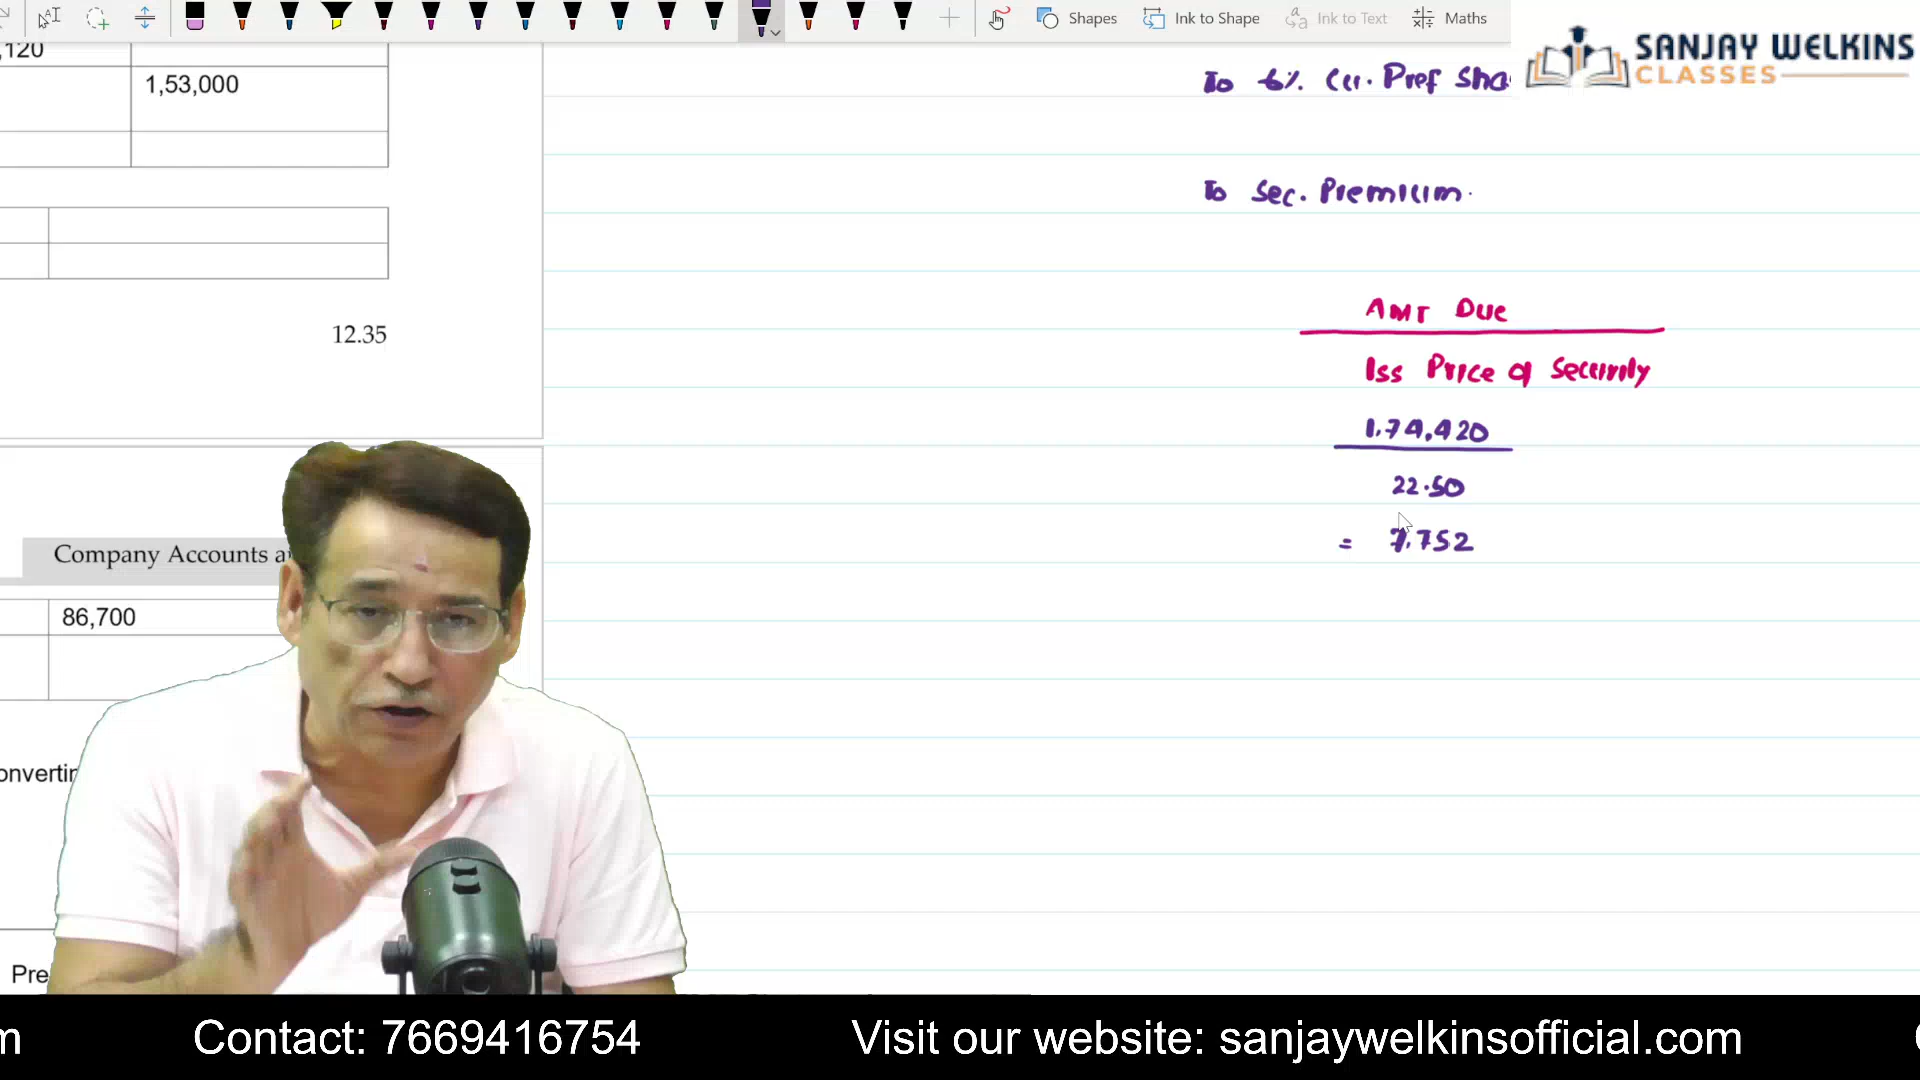 Shapes
Ink to Shape
Ink to Text
Maths
SANJAY WELKINS
CLASSES
,120
1,53,000
To 6% Cu. Pref Sha
To Sec. Premium.
12.35
AMT Due
Iss Price of Security
1.74,420
22.50
= 7.752
Company Accounts a
86,700
onvertin
Pre
m
Contact: 7669416754
Visit our website: sanjaywelkinsofficial.com